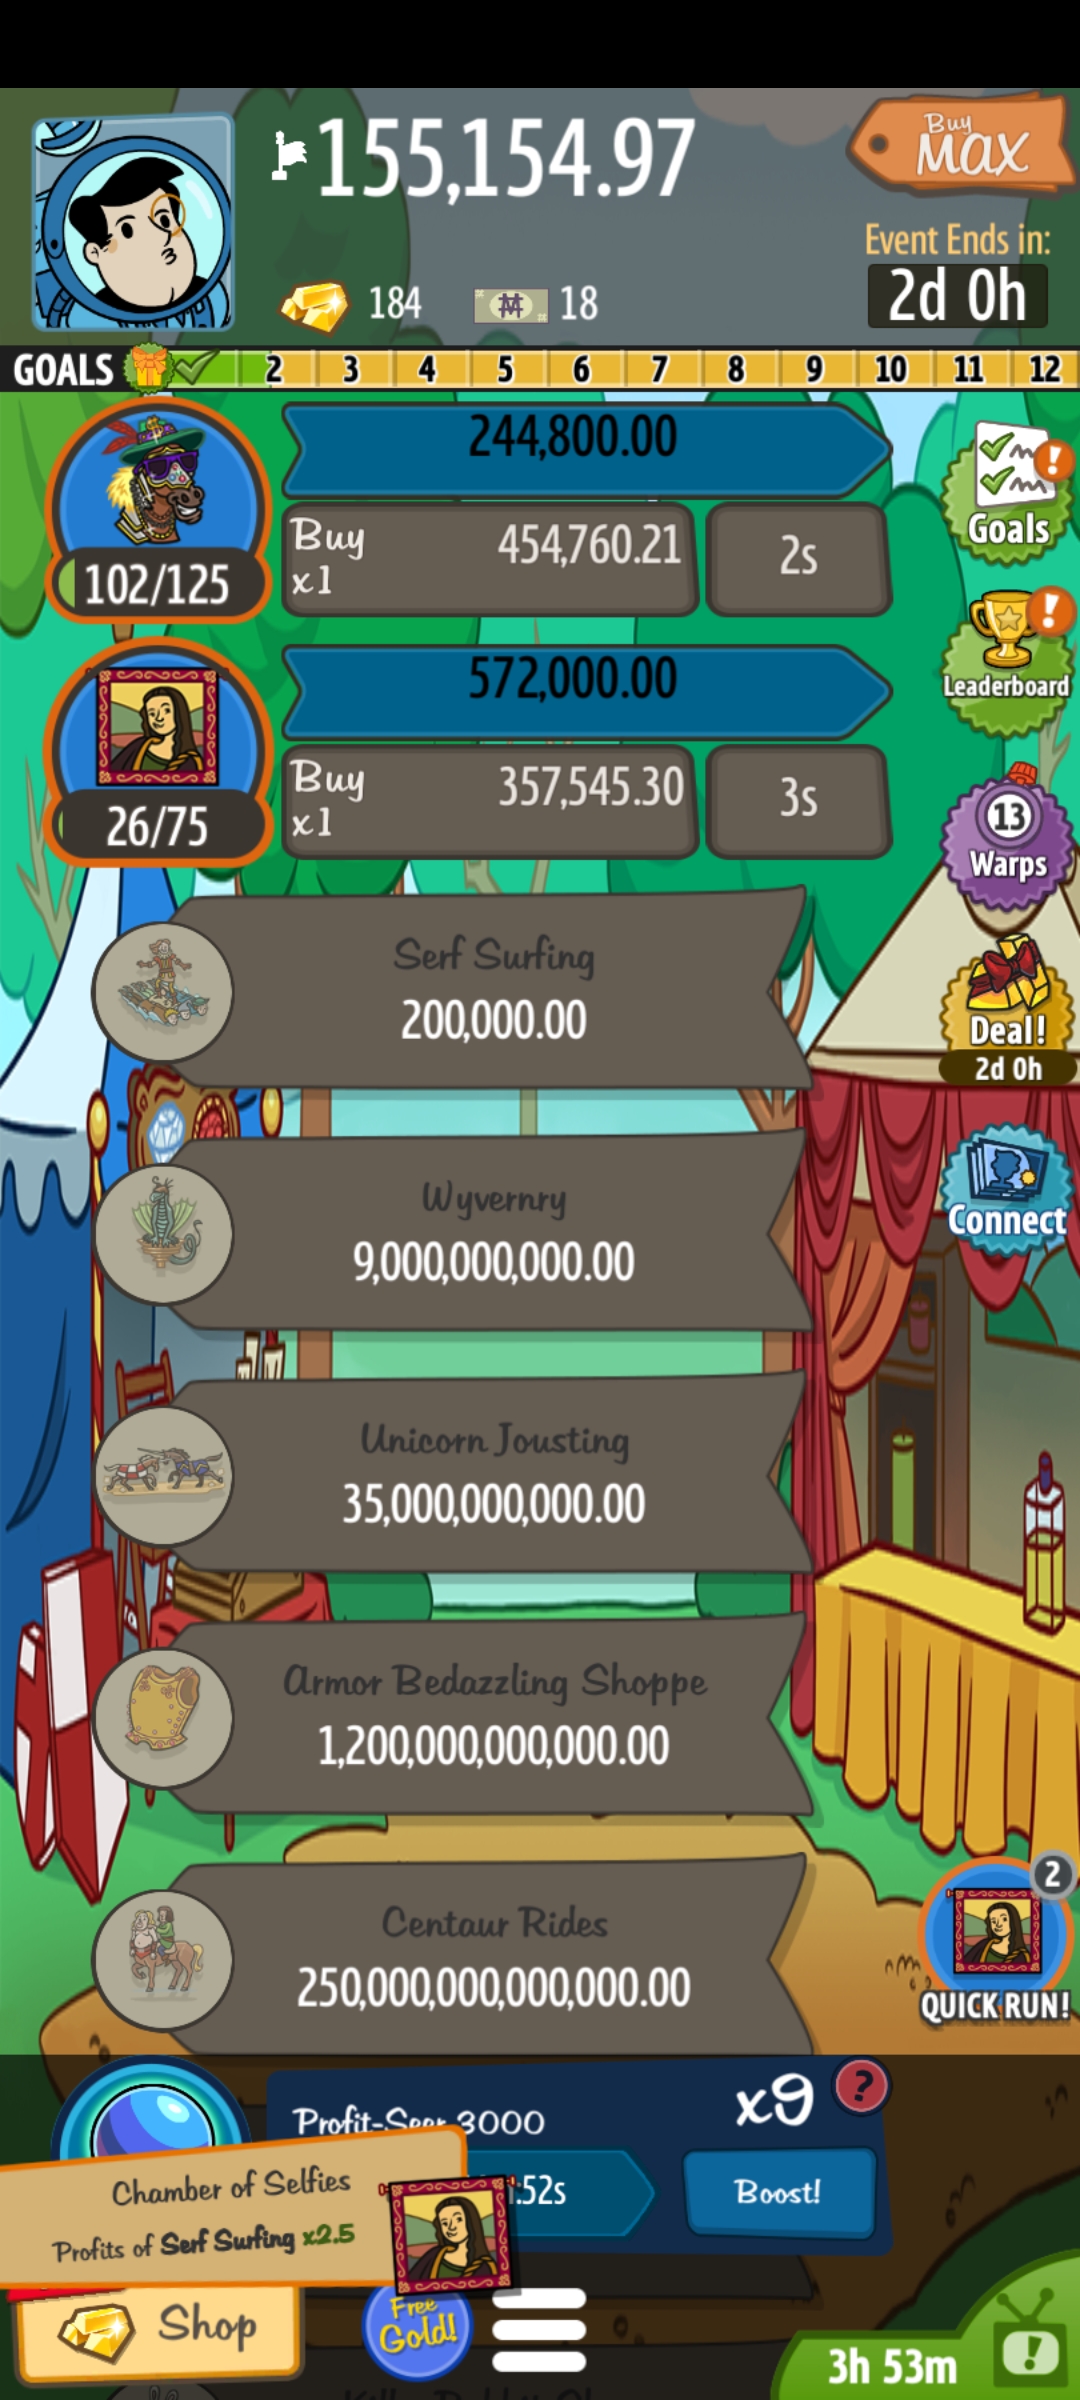 155,154.97
Buy
MAX
Event Ends in:
184
18
2d 0h
GOALS 2 3 4 5 6 7 8 9 10 11 12
244,800.00
Buy
x1
454,760.21
2s
102/125
Goals
572,000.00
Buy
x1
357,545.30
3s
26/75
Leaderboard
13
Warps
Serf Surfing
200,000.00
Deal!
2d 0h
Wyvernry
9,000,000,000.00
Connect
Unicorn Jousting
35,000,000,000.00
Armor Bedazzling Shoppe
1,200,000,000,000.00
Centaur Rides
250,000,000,000,000.00
2
QUICK RUN!
Profit-Seer 3000
x9
?
:52s
Boost!
Chamber of Selfies
Profits of Serf Surfing x2.5
Shop
Free
Gold!
3h 53m